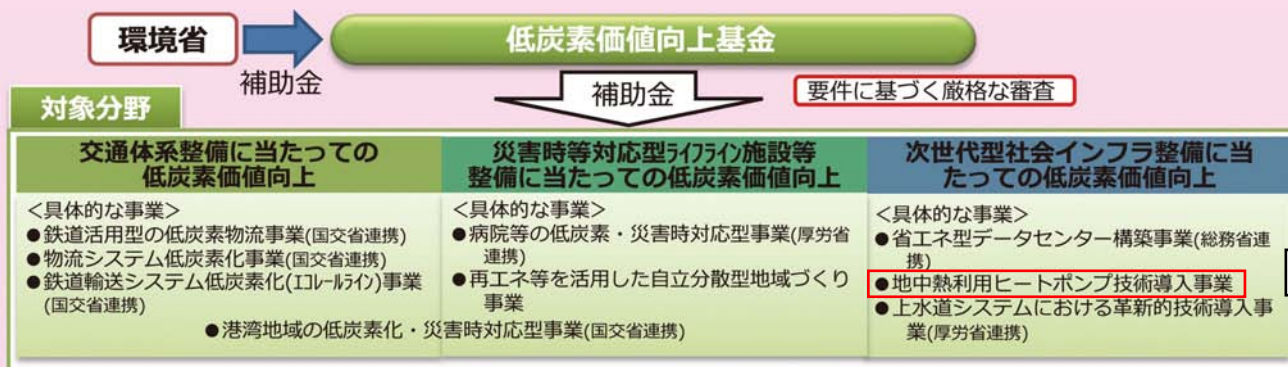 環境省
低炭素価値向上基金
補助金
補助金
要件に基づく厳格な審査
対象分野
交通体系整備に当たっての
低炭素価値向上
＜具体的な事業＞
●鉄道活用型の低炭素物流事業(国交省連携)
●物流システム低炭素化事業(国交省連携)
●鉄道輸送システム低炭素化(ｴｺﾚｰﾙﾗｲﾝ)事業
(国交省連携)
災害時等対応型ﾗｲﾌﾗｲﾝ施設等
整備に当たっての低炭素価値向上
＜具体的な事業＞
●病院等の低炭素・災害時対応型事業(厚労省
連携)
●再エネ等を活用した自立分散型地域づくり
事業
●港湾地域の低炭素化・災害時対応型事業(国交省連携)
次世代型社会インフラ整備に当
たっての低炭素価値向上
＜具体的な事業＞
●省エネ型データセンター構築事業(総務省連
携)
●地中熱利用ヒートポンプ技術導入事業
●上水道システムにおける革新的技術導入事
業(厚労省連携)